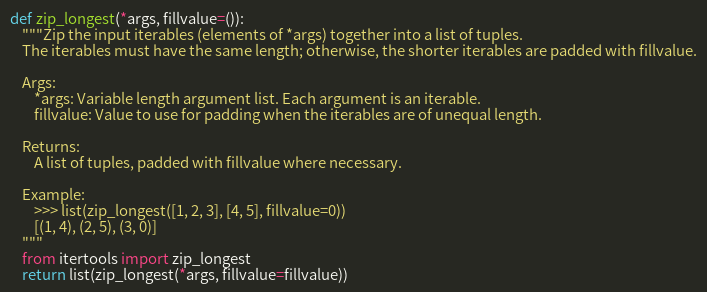 def zip_longest(*args, fillvalue=()):
    """Zip the input iterables (elements of *args) together into a list of tuples.
    The iterables must have the same length; otherwise, the shorter iterables are padded with fillvalue.

    Args:
        *args: Variable length argument list. Each argument is an iterable.
        fillvalue: Value to use for padding when the iterables are of unequal length.

    Returns:
        A list of tuples, padded with fillvalue where necessary.

    Example:
        >>> list(zip_longest([1, 2, 3], [4, 5], fillvalue=0))
        [(1, 4), (2, 5), (3, 0)]
    """
    from itertools import zip_longest
    return list(zip_longest(*args, fillvalue=fillvalue))